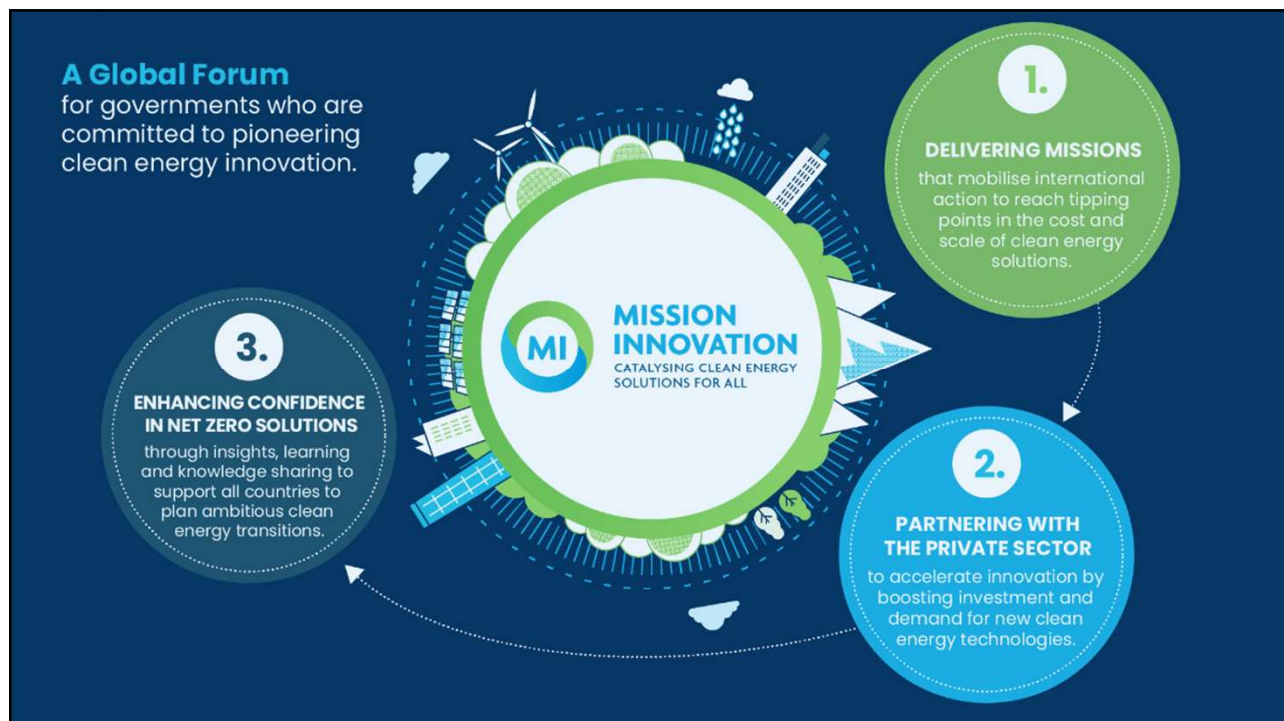 A Global Forum
for governments who are
committed to pioneering
clean energy innovation.
1.
DELIVERING MISSIONS
that mobilise international
action to reach tipping
points in the cost and
scale of clean energy
solutions.
MI
MISSION
INNOVATION
CATALYSING CLEAN ENERGY
SOLUTIONS FOR ALL
2.
PARTNERING WITH
THE PRIVATE SECTOR
to accelerate innovation by
boosting investment and
demand for new clean
energy technologies.
3.
ENHANCING CONFIDENCE
IN NET ZERO SOLUTIONS
through insights, learning
and knowledge sharing to
support all countries to
plan ambitious clean
energy transitions.